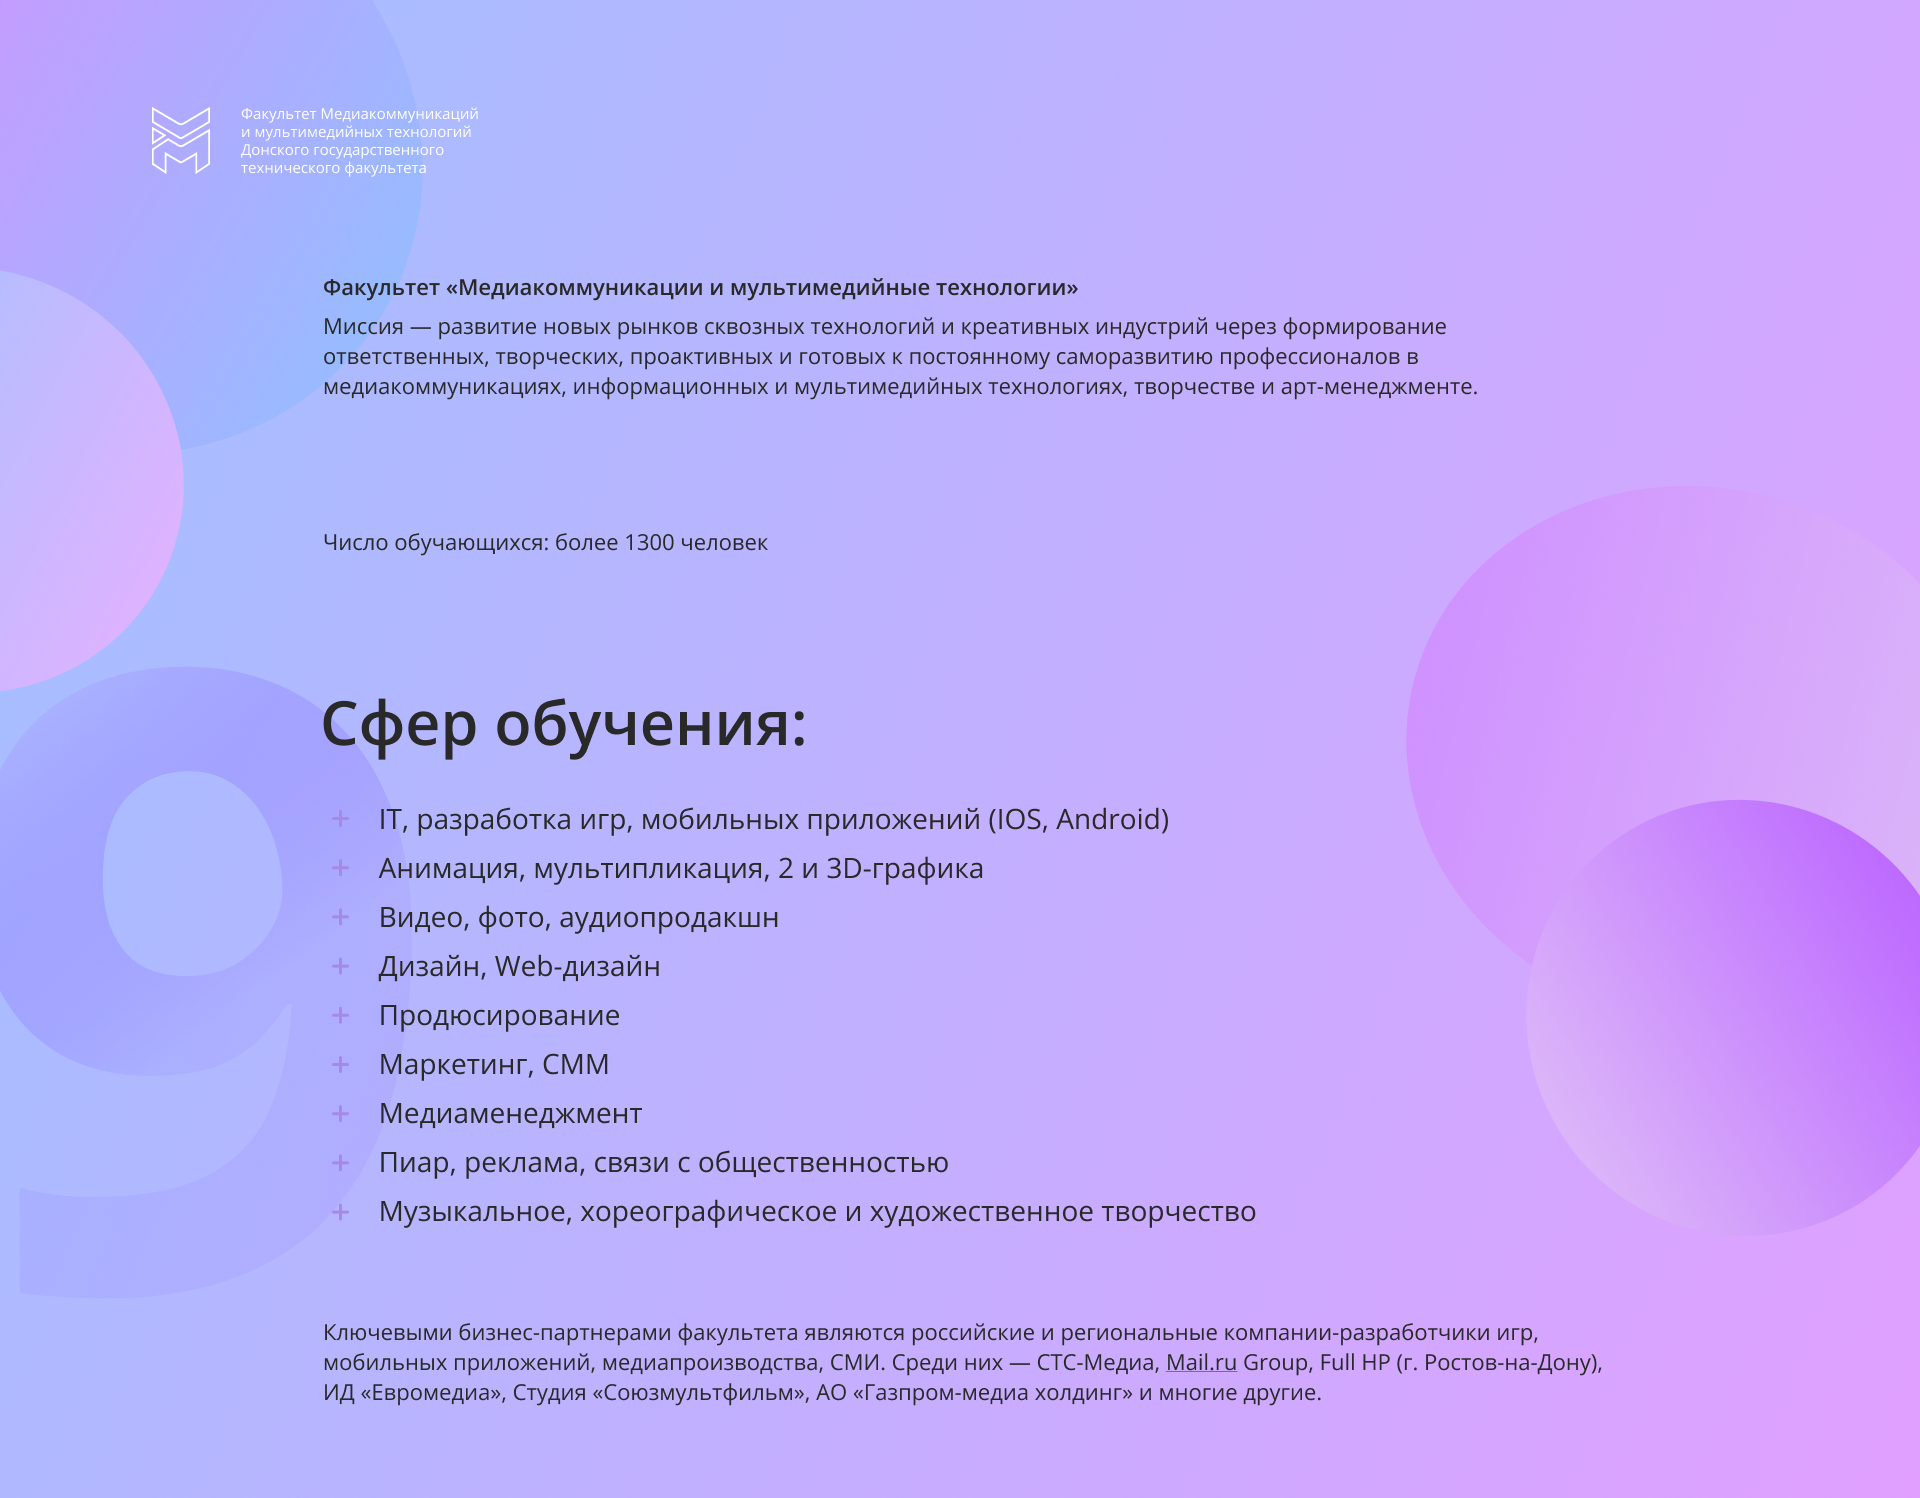 Факультет Медиакоммуникаций
и мультимедийных технологий
Донского государственного
технического факультета
Факультет «Медиакоммуникации и мультимедийные технологии»
Миссия — развитие новых рынков сквозных технологий и креативных индустрий через формирование
ответственных, творческих, проактивных и готовых к постоянному саморазвитию профессионалов в
медиакоммуникациях, информационных и мультимедийных технологиях, творчестве и арт-менеджменте.
Число обучающихся: более 1300 человек
9
Сфер обучения:
+ IT, разработка игр, мобильных приложений (IOS, Android)
+ Анимация, мультипликация, 2 и 3D-графика
+ Видео, фото, аудиопродакшн
+ Дизайн, Web-дизайн
+ Продюсирование
+ Маркетинг, СММ
+ Медиаменеджмент
+ Пиар, реклама, связи с общественностью
+ Музыкальное, хореографическое и художественное творчество
Ключевыми бизнес-партнерами факультета являются российские и региональные компании-разработчики игр,
мобильных приложений, медиапроизводства, СМИ. Среди них — СТС-Медиа, Mail.ru Group, Full HP (г. Ростов-на-Дону),
ИД «Евромедиа», Студия «Союзмультфильм», АО «Газпром-медиа холдинг» и многие другие.